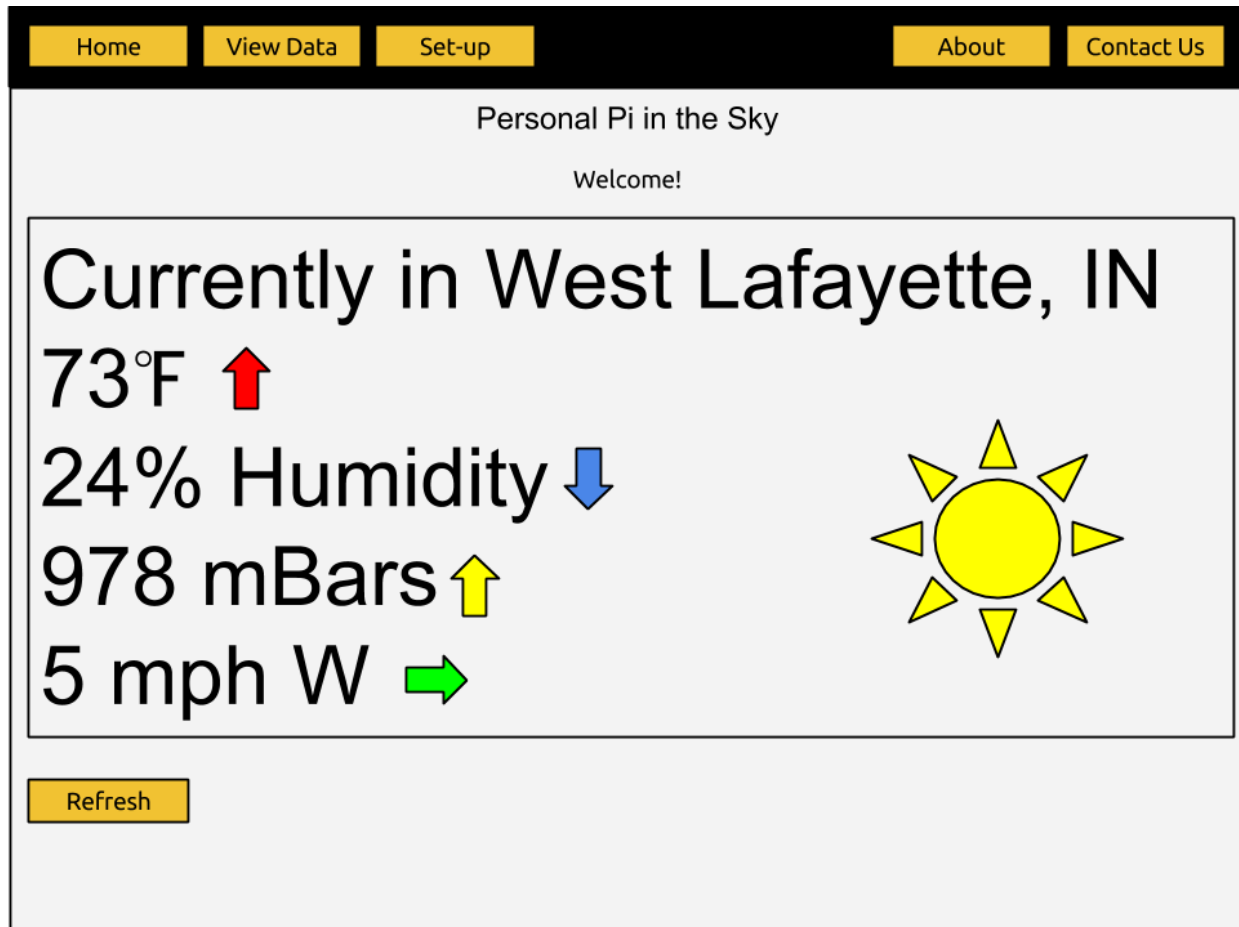 Home View Data Set-up About Contact Us
Personal Pi in the Sky
Welcome!
Currently in West Lafayette, IN
73°F
24% Humidity
978 mBars
5 mph W
Refresh